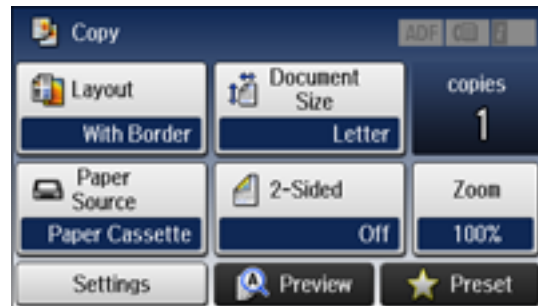 Copy
ADF
Layout
With Border
Document
Size
Letter
copies
1
Paper
Source
Paper Cassette
2-Sided
Off
Zoom
100%
Settings
Preview
Preset